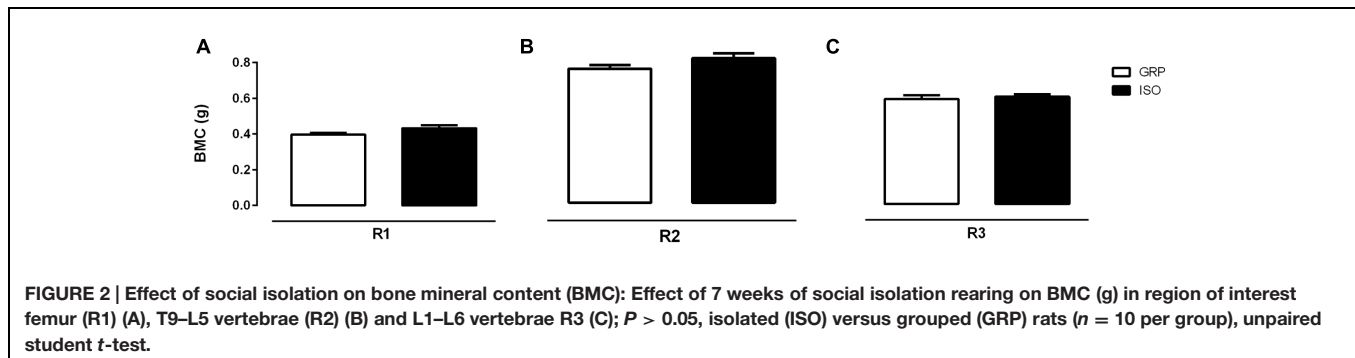 A
B
C
GRP
ISO
BMC (g)
0.8
0.6
0.4
0.2
0.0
R1
R2
R3
FIGURE 2 | Effect of social isolation on bone mineral content (BMC): Effect of 7 weeks of social isolation rearing on BMC (g) in region of interest
femur (R1) (A), T9–L5 vertebrae (R2) (B) and L1–L6 vertebrae R3 (C); P > 0.05, isolated (ISO) versus grouped (GRP) rats (n = 10 per group), unpaired
student t-test.